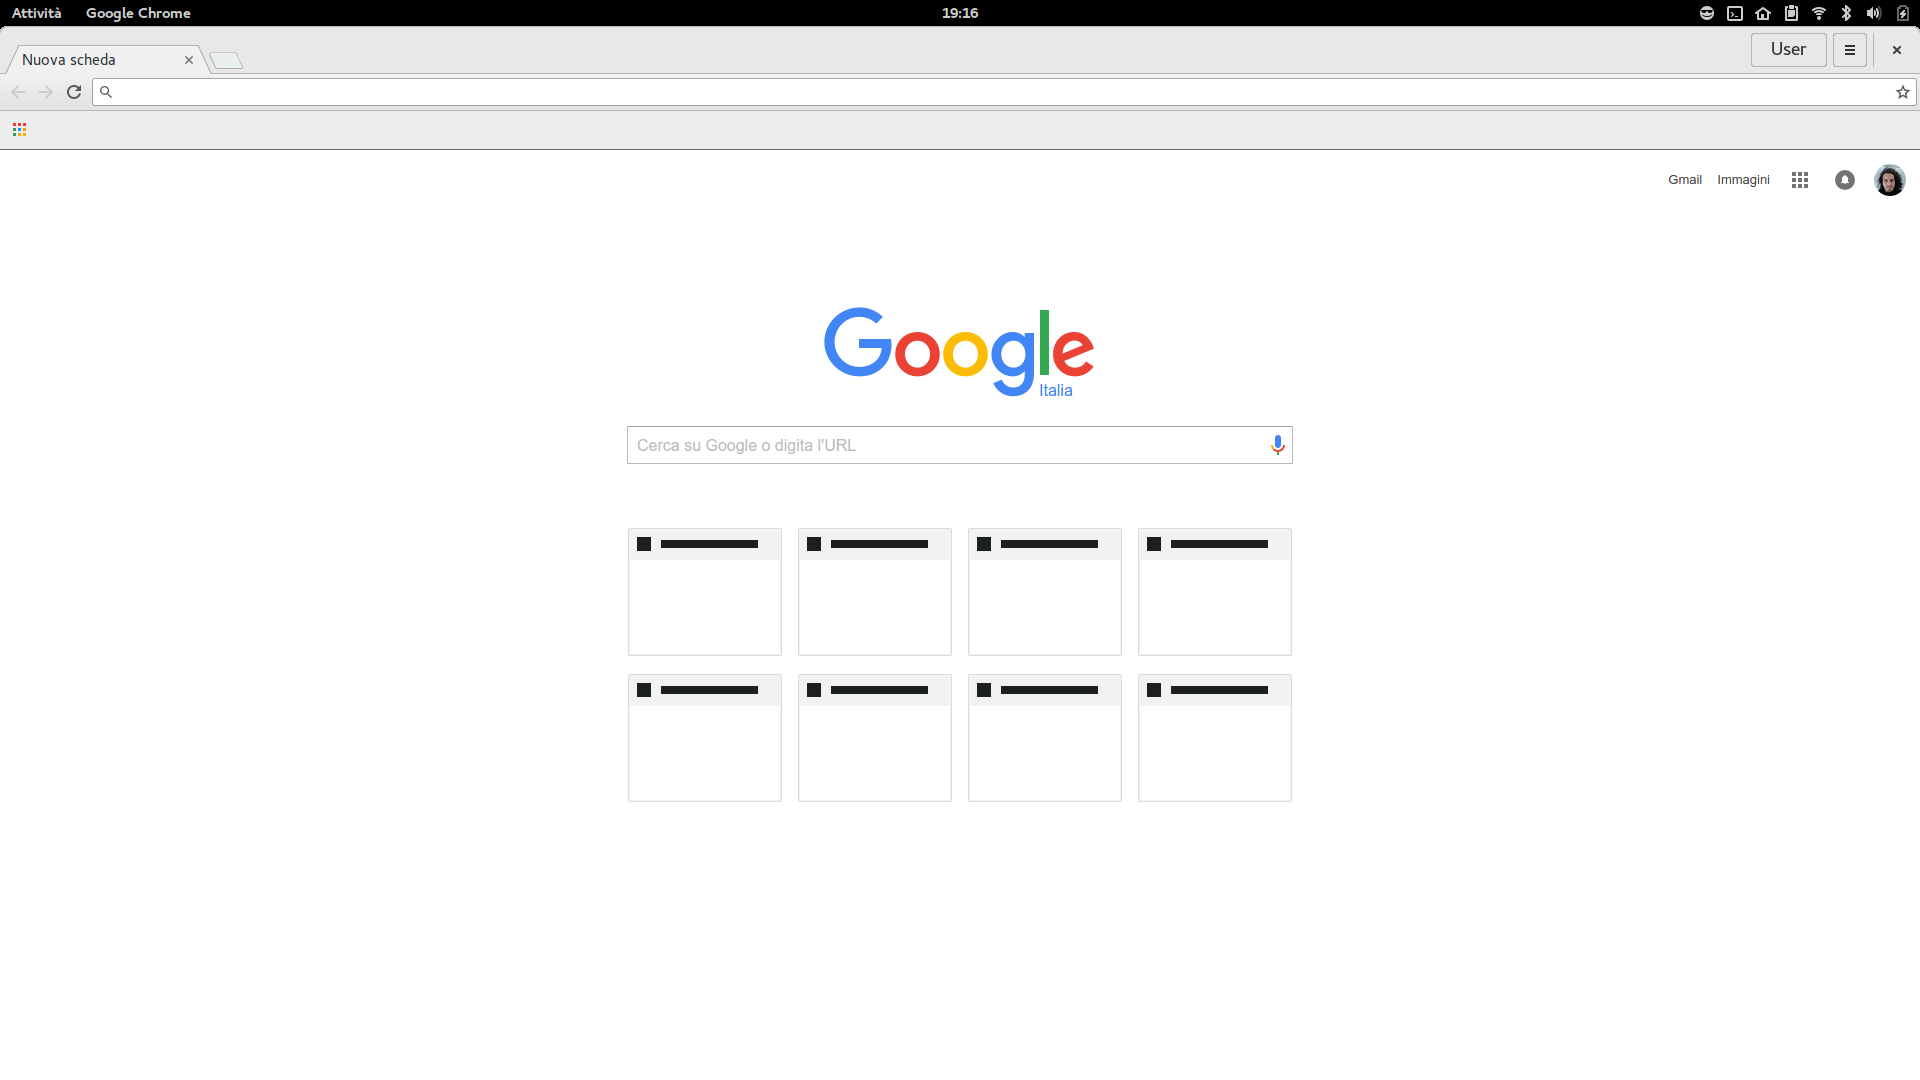 Attività Google Chrome 19:16
Nuova scheda User
Gmail Immagini
Google
Italia
Cerca su Google o digita l'URL